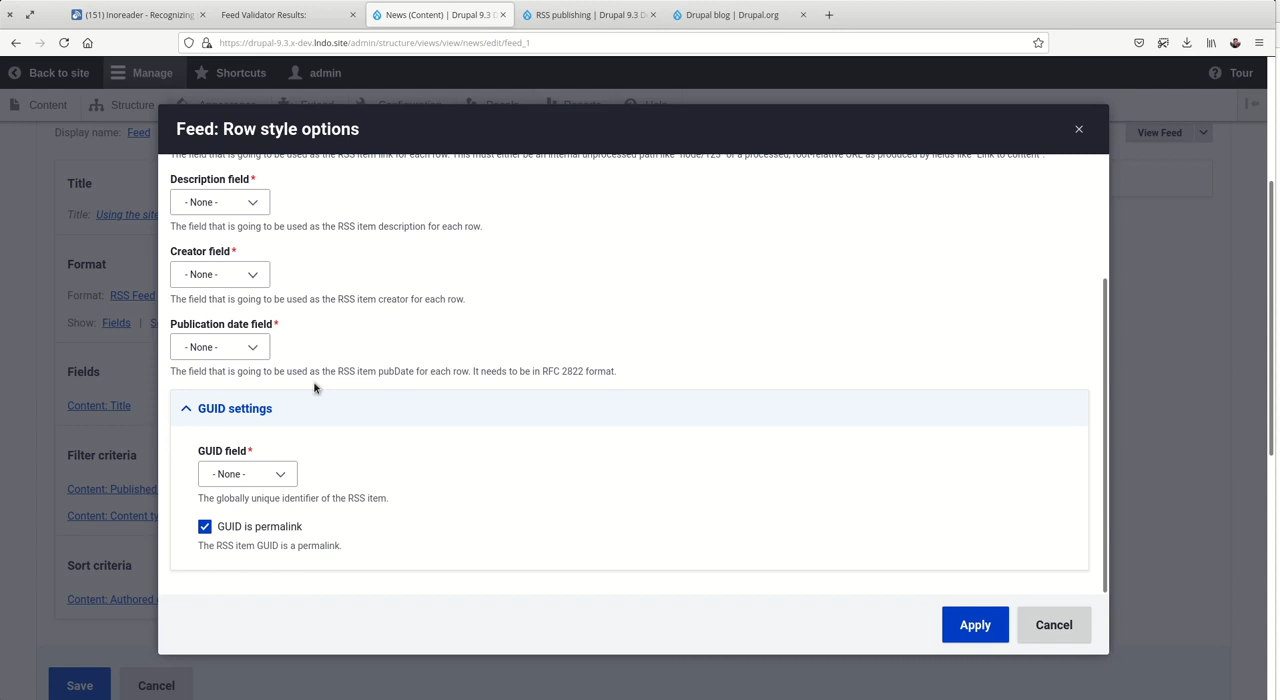 (151) Inoreader - Recognizing
Feed Validator Results:
News (Content) | Drupal 9.3 D
RSS publishing | Drupal 9.3 D
Drupal blog | Drupal.org
https://drupal-9.3.x-dev.lndo.site/admin/structure/views/view/news/edit/feed_1
Back to site
Manage
Shortcuts
admin
Tour
Content
Structure
Appearance
Extend
Configuration
People
Reports
Help
Display name: Feed
View Feed
Feed: Row style options
The field that is going to be used as the RSS item link for each row. This must either be an internal unprocessed path like "node/123" or a processed, root-relative URL as produced by fields like "Link to content".
Title
Title: Using the site
Format
Format: RSS Feed
Show: Fields | S
Fields
Content: Title
Filter criteria
Content: Published
Content: Content ty
Sort criteria
Content: Authored
Description field*
- None -
The field that is going to be used as the RSS item description for each row.
Creator field*
- None -
The field that is going to be used as the RSS item creator for each row.
Publication date field*
- None -
The field that is going to be used as the RSS item pubDate for each row. It needs to be in RFC 2822 format.
GUID settings
GUID field*
- None -
The globally unique identifier of the RSS item.
GUID is permalink
The RSS item GUID is a permalink.
Apply
Cancel
Save
Cancel